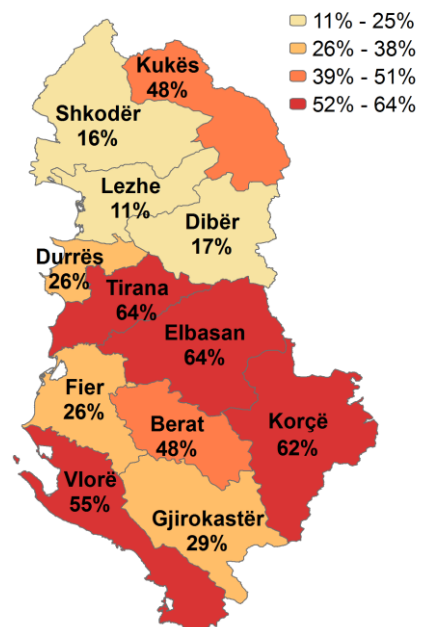 11% - 25%
26% - 38%
39% - 51%
52% - 64%
Kukës
48%
Shkodër
16%
Lezhe
11%
Dibër
17%
Durrës
26%
Tirana
64%
Elbasan
64%
Fier
26%
Berat
48%
Korçë
62%
Vlorë
55%
Gjirokastër
29%